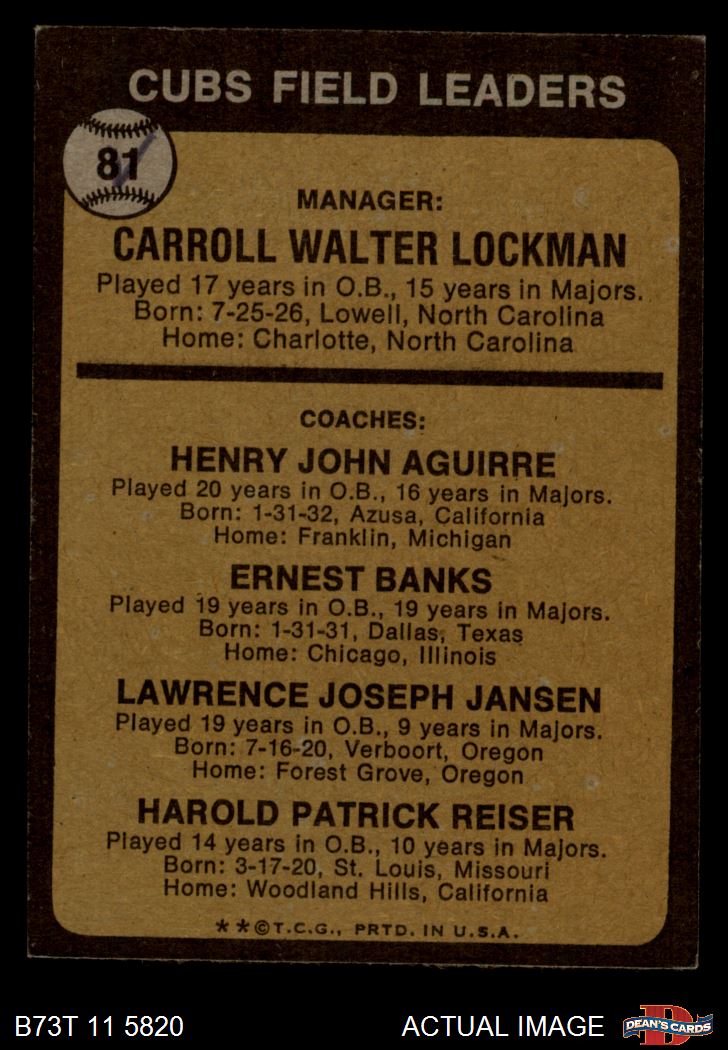 CUBS FIELD LEADERS
81
MANAGER:
CARROLL WALTER LOCKMAN
Played 17 years in O.B., 15 years in Majors.
Born: 7-25-26, Lowell, North Carolina
Home: Charlotte, North Carolina
COACHES:
HENRY JOHN AGUIRRE
Played 20 years in O.B., 16 years in Majors.
Born: 1-31-32, Azusa, California
Home: Franklin, Michigan
ERNEST BANKS
Played 19 years in O.B., 19 years in Majors.
Born: 1-31-31, Dallas, Texas
Home: Chicago, Illinois
LAWRENCE JOSEPH JANSEN
Played 19 years in O.B., 9 years in Majors.
Born: 7-16-20, Verboort, Oregon
Home: Forest Grove, Oregon
HAROLD PATRICK REISER
Played 14 years in O.B., 10 years in Majors.
Born: 3-17-20, St. Louis, Missouri
Home: Woodland Hills, California
**©T.C.G., PRTD. IN U.S.A.
B73T 11 5820 ACTUAL IMAGE DEAN'S CARDS